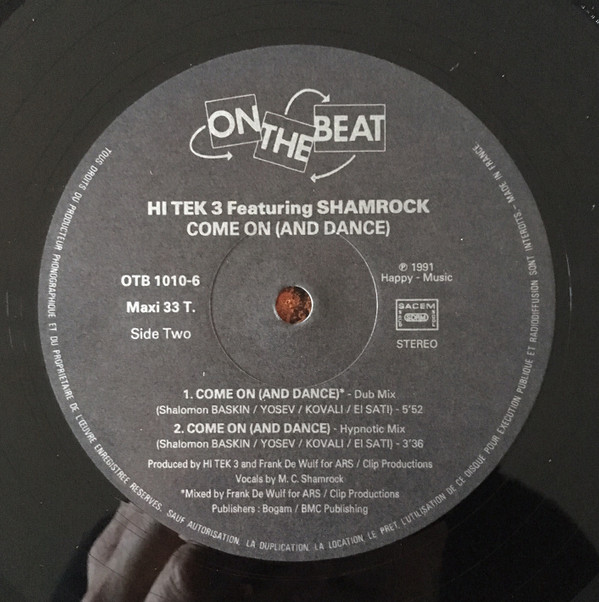 ON THE BEAT
HI TEK 3 Featuring SHAMROCK
COME ON (AND DANCE)
OTB 1010-6
Maxi 33 T.
Side Two
℗ 1991
Happy - Music
SACEM
STEREO
1. COME ON (AND DANCE)* - Dub Mix
(Shalomon BASKIN / YOSEV / KOVALI / El SATI) - 5'52
2. COME ON (AND DANCE) - Hypnotic Mix
(Shalomon BASKIN / YOSEV / KOVALI / El SATI) - 3'36
Produced by HI TEK 3 and Frank De Wulf for ARS / Clip Productions
Vocals by M. C. Shamrock
*Mixed by Frank De Wulf for ARS / Clip Productions
Publishers : Bogam / BMC Publishing
TOUS DROITS DU PRODUCTEUR PHONOGRAPHIQUE ET DU PROPRIETAIRE DE L'ŒUVRE ENREGISTREE RESERVES. SAUF AUTORISATION, LA DUPLICATION, LA LOCATION, LE PRET, L'UTILISATION DE CE DISQUE POUR EXECUTION PUBLIQUE ET RADIODIFFUSION SONT INTERDITS - MADE IN FRANCE